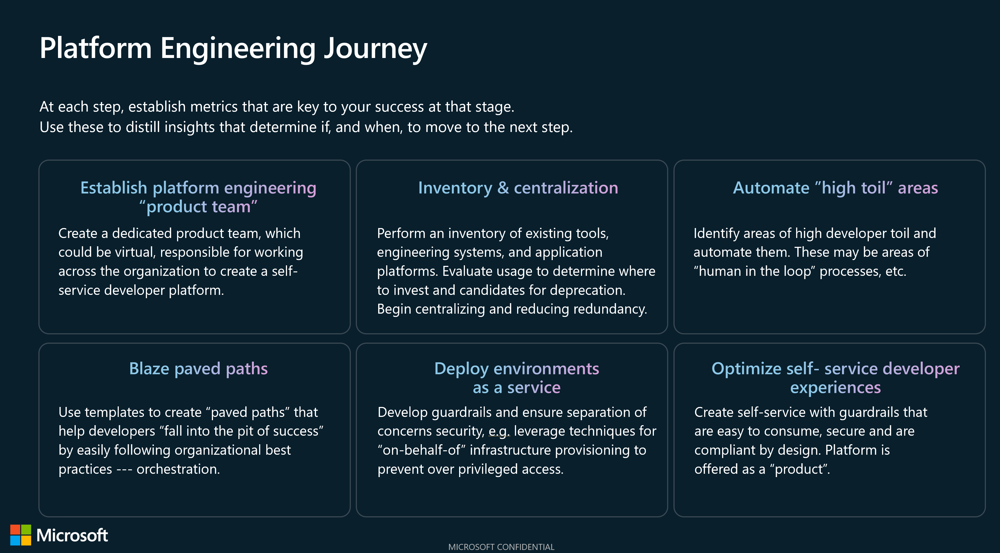 Platform Engineering Journey
At each step, establish metrics that are key to your success at that stage.
Use these to distill insights that determine if, and when, to move to the next step.
Establish platform engineering
“product team”
Create a dedicated product team, which
could be virtual, responsible for working
across the organization to create a self-
service developer platform.
Inventory & centralization
Perform an inventory of existing tools,
engineering systems, and application
platforms. Evaluate usage to determine where
to invest and candidates for deprecation.
Begin centralizing and reducing redundancy.
Automate ”high toil” areas
Identify areas of high developer toil and
automate them. These may be areas of
“human in the loop” processes, etc.
Blaze paved paths
Use templates to create “paved paths” that
help developers “fall into the pit of success”
by easily following organizational best
practices --- orchestration.
Deploy environments
as a service
Develop guardrails and ensure separation of
concerns security, e.g. leverage techniques for
“on-behalf-of” infrastructure provisioning to
prevent over privileged access.
Optimize self- service developer
experiences
Create self-service with guardrails that
are easy to consume, secure and are
compliant by design. Platform is
offered as a “product”.
Microsoft
MICROSOFT CONFIDENTIAL